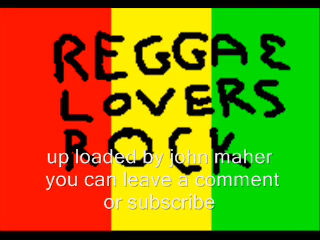 REGGAE
LOVERS
ROCK
up loaded by john maher
you can leave a comment
or subscribe